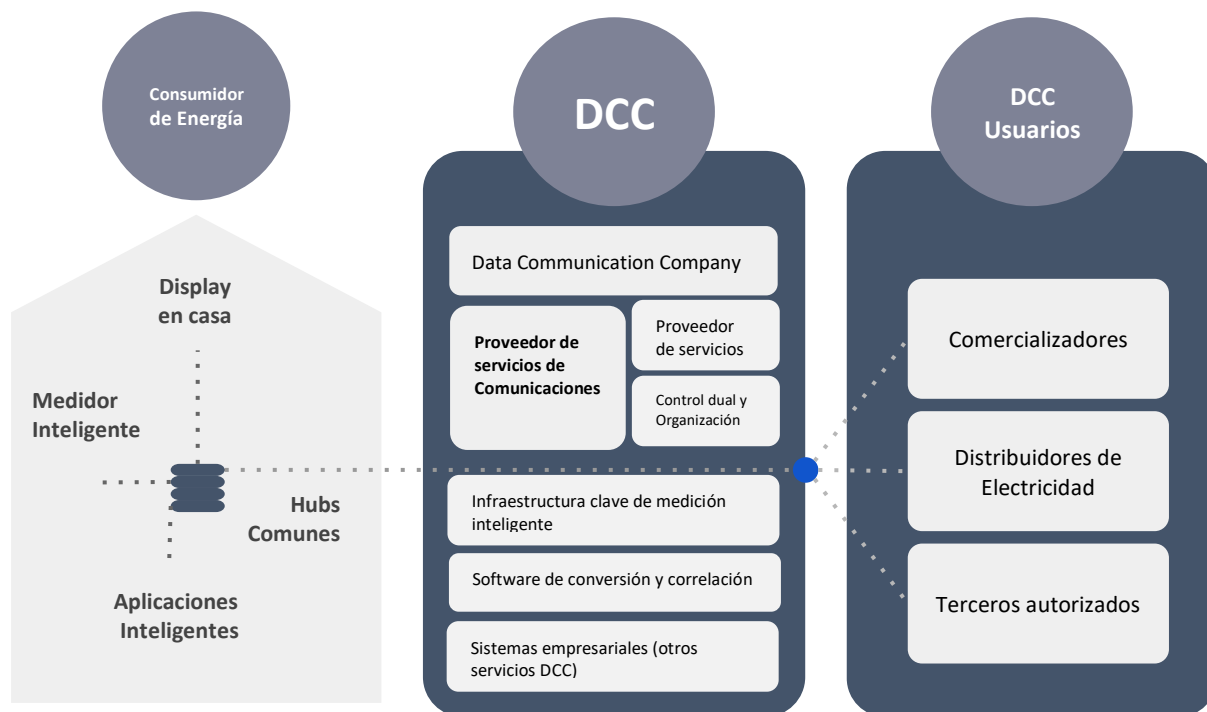 Consumidor
de Energía
Display
en casa
Medidor
Inteligente
Hubs
Comunes
Aplicaciones
Inteligentes
DCC
Data Communication Company
Proveedor de
servicios de
Comunicaciones
Proveedor
de servicios
Control dual y
Organización
Infraestructura clave de medición
inteligente
Software de conversión y correlación
Sistemas empresariales (otros
servicios DCC)
DCC
Usuarios
Comercializadores
Distribuidores de
Electricidad
Terceros autorizados